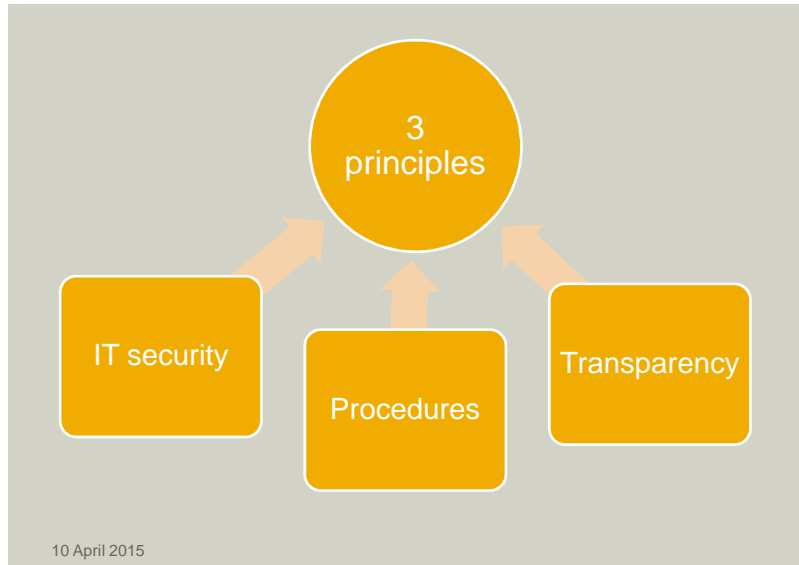 3
principles
IT security
Procedures
Transparency
10 April 2015